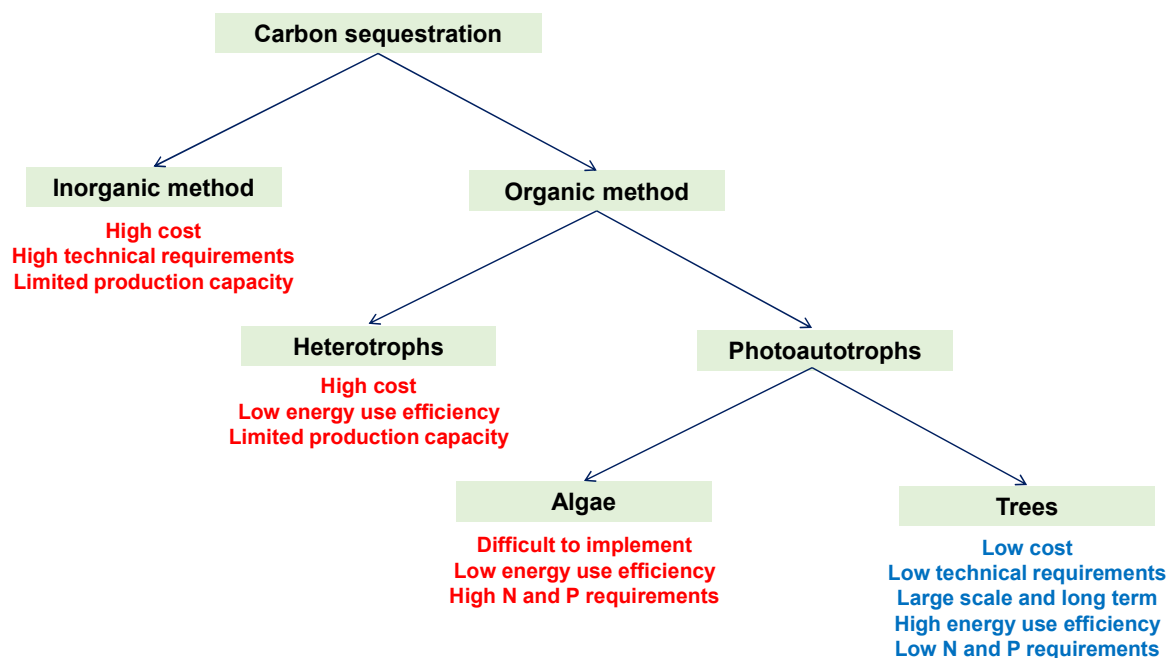 Carbon sequestration
Inorganic method
High cost
High technical requirements
Limited production capacity
Organic method
Heterotrophs
High cost
Low energy use efficiency
Limited production capacity
Photoautotrophs
Algae
Difficult to implement
Low energy use efficiency
High N and P requirements
Trees
Low cost
Low technical requirements
Large scale and long term
High energy use efficiency
Low N and P requirements